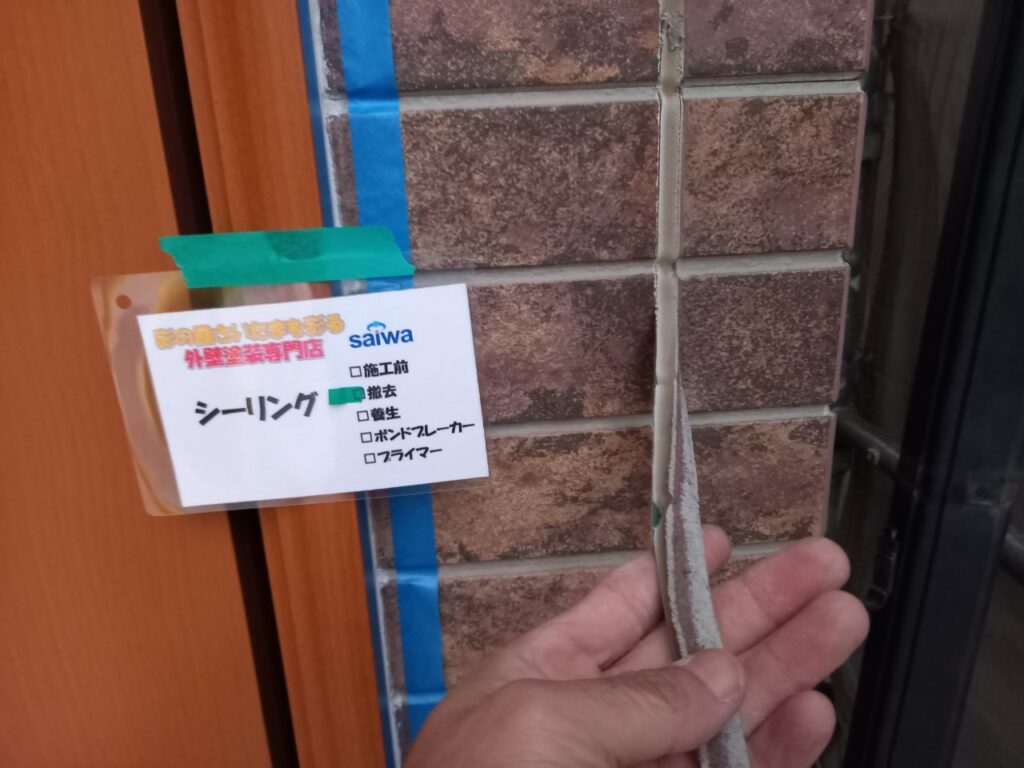 外壁塗装専門店
saiwa
シーリング
□施工前
□撤去
□養生
□ボンドブレーカー
□プライマー